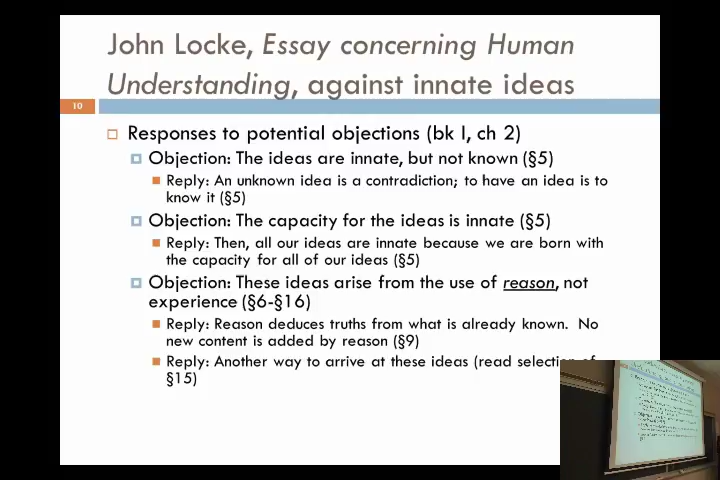 John Locke, Essay concerning Human
Understanding, against innate ideas
10
Responses to potential objections (bk I, ch 2)
Objection: The ideas are innate, but not known (§5)
Reply: An unknown idea is a contradiction; to have an idea is to
know it (§5)
Objection: The capacity for the ideas is innate (§5)
Reply: Then, all our ideas are innate because we are born with
the capacity for all of our ideas (§5)
Objection: These ideas arise from the use of reason, not
experience (§6-§16)
Reply: Reason deduces truths from what is already known. No
new content is added by reason (§9)
Reply: Another way to arrive at these ideas (read selection of
§15)